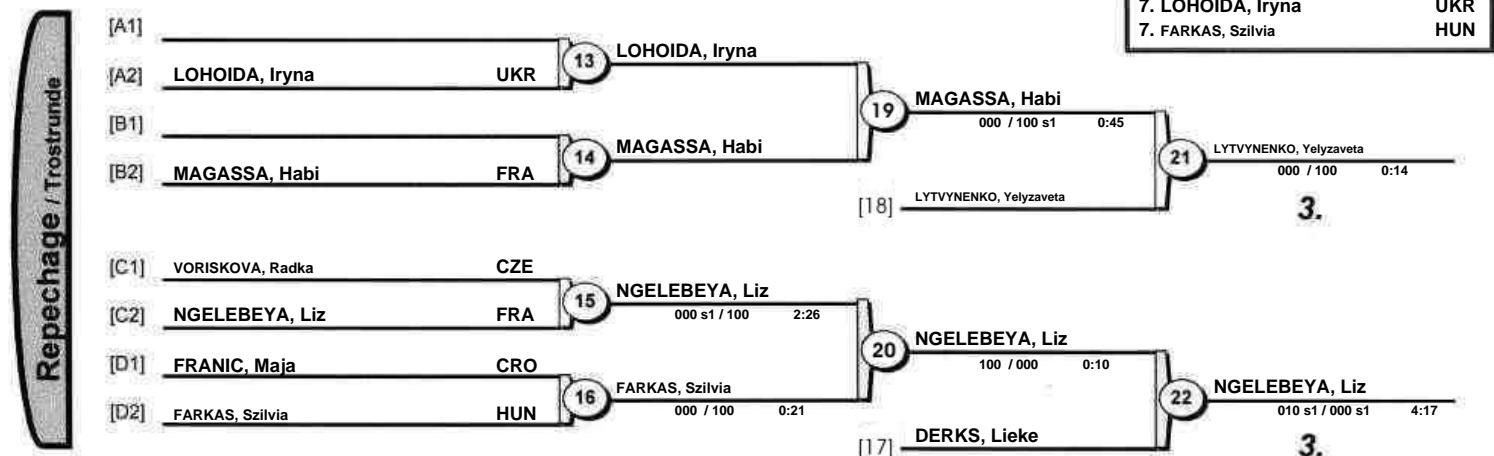 7. LOHOIDA, Iryna UKR
7. FARKAS, Szilvia HUN
Repechage / Trostrunde
[A1]
[A2] LOHOIDA, Iryna UKR
13 LOHOIDA, Iryna
[B1]
[B2] MAGASSA, Habi FRA
14 MAGASSA, Habi
19 MAGASSA, Habi
000 / 100 s1 0:45
[18] LYTVYNENKO, Yelyzaveta
21 LYTVYNENKO, Yelyzaveta
000 / 100 0:14
3.
[C1] VORISKOVA, Radka CZE
[C2] NGELEBEYA, Liz FRA
15 NGELEBEYA, Liz
000 s1 / 100 2:26
[D1] FRANIC, Maja CRO
[D2] FARKAS, Szilvia HUN
16 FARKAS, Szilvia
000 / 100 0:21
20 NGELEBEYA, Liz
100 / 000 0:10
[17] DERKS, Lieke
22 NGELEBEYA, Liz
010 s1 / 000 s1 4:17
3.